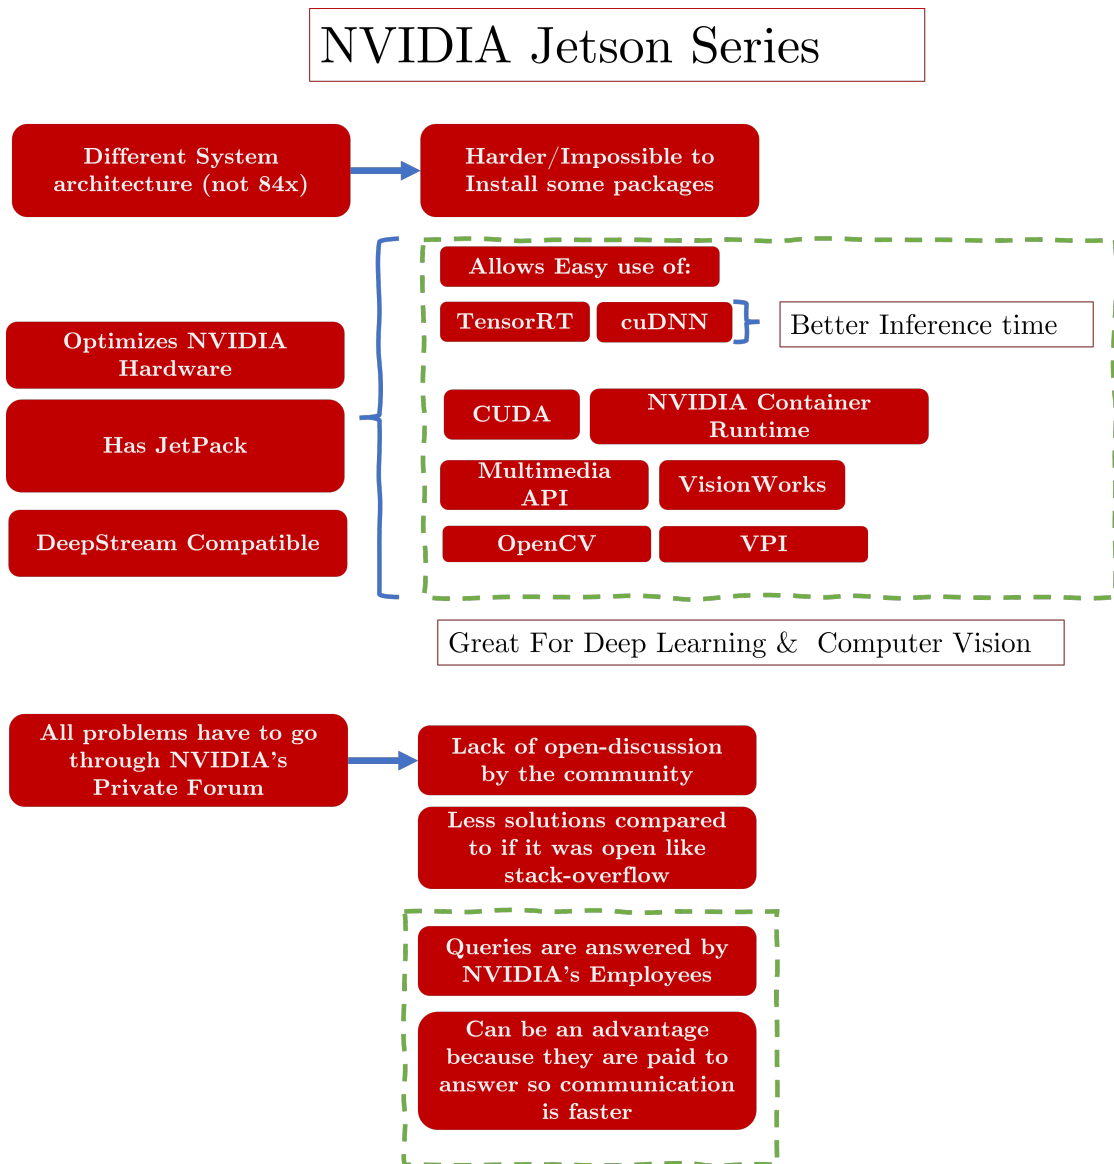 NVIDIA Jetson Series
Different System
architecture (not 84x)
Harder/Impossible to
Install some packages
Optimizes NVIDIA
Hardware
Has JetPack
DeepStream Compatible
Allows Easy use of:
TensorRT
cuDNN
Better Inference time
CUDA
NVIDIA Container
Runtime
Multimedia
API
VisionWorks
OpenCV
VPI
Great For Deep Learning & Computer Vision
All problems have to go
through NVIDIA's
Private Forum
Lack of open-discussion
by the community
Less solutions compared
to if it was open like
stack-overflow
Queries are answered by
NVIDIA's Employees
Can be an advantage
because they are paid to
answer so communication
is faster